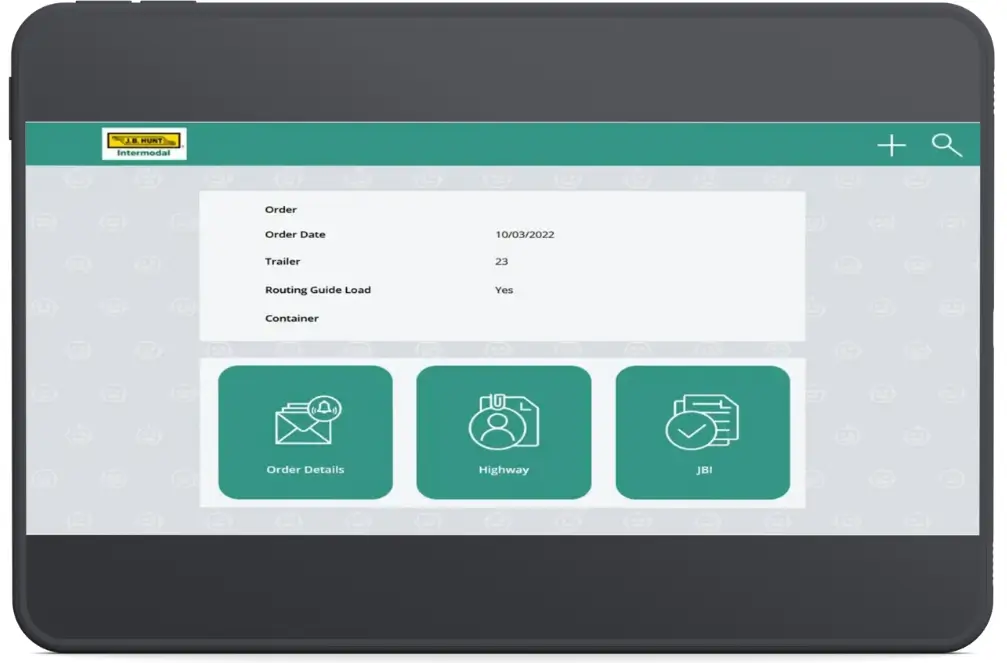 J.B. HUNT
Intermodal
Order
Order Date 10/03/2022
Trailer 23
Routing Guide Load Yes
Container
Order Details
Highway
JBI